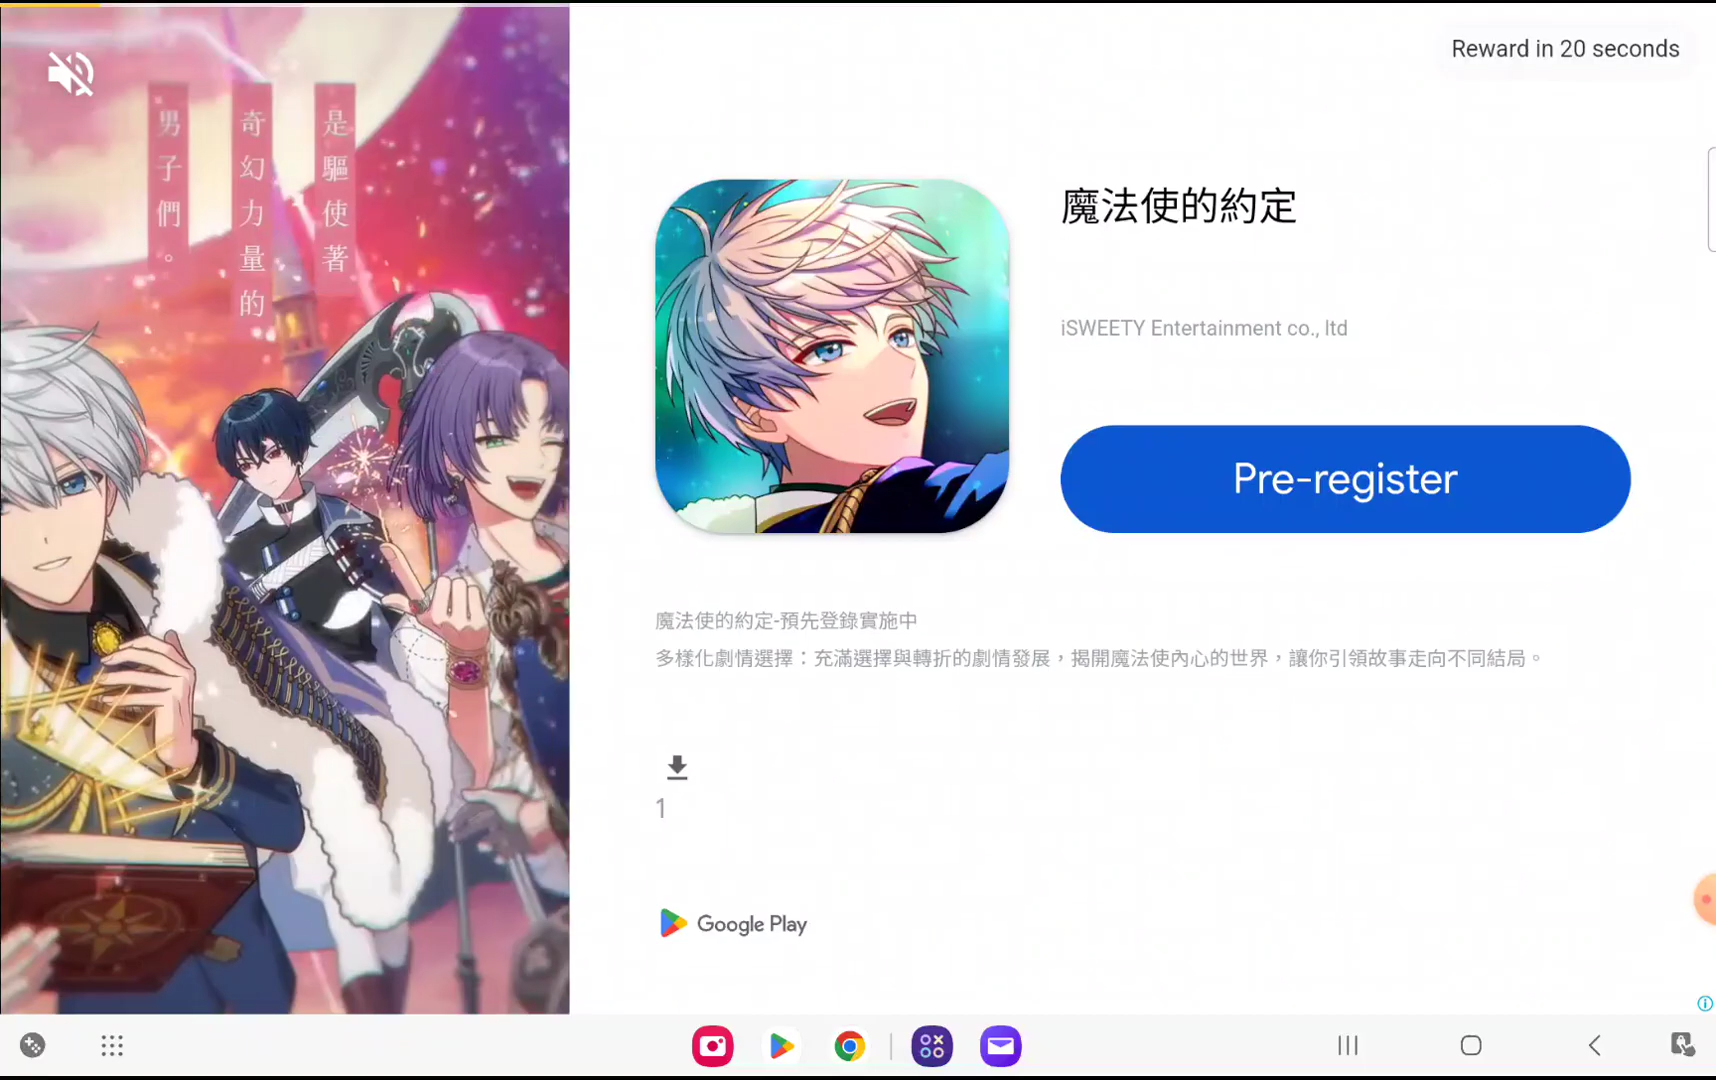 是驅使著
奇幻力量的
男子們。
Reward in 20 seconds
魔法使的約定
iSWEETY Entertainment co., ltd
Pre-register
魔法使的約定-預先登錄實施中
多樣化劇情選擇：充滿選擇與轉折的劇情發展，揭開魔法使內心的世界，讓你引領故事走向不同結局。
1
Google Play